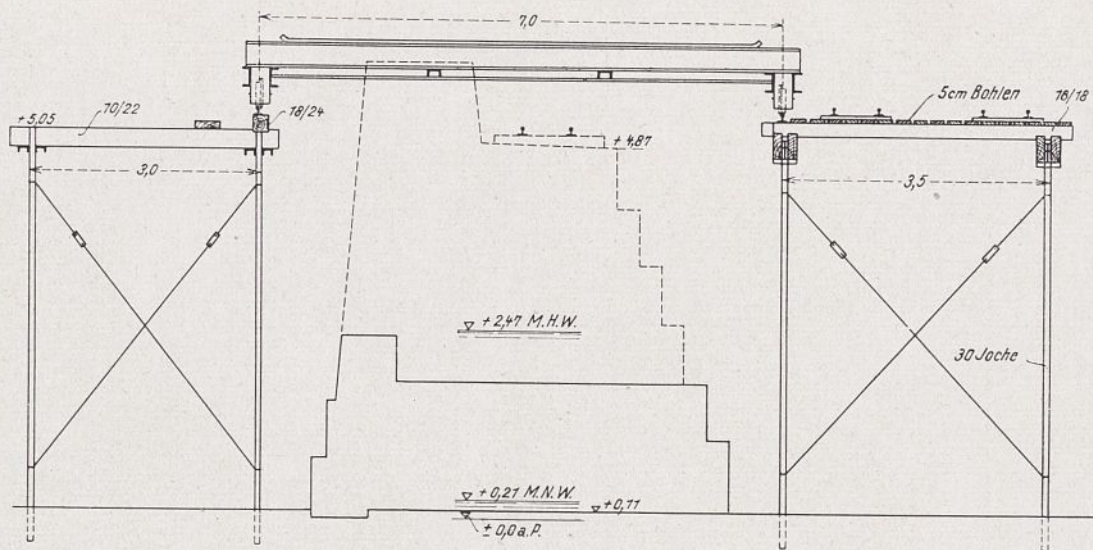 7,0
+5,05
10/22
18/24
5cm Bohlen
16/18
+4,87
3,0
3,5
+2,47 M.H.W.
30 Joche
+0,21 M.N.W.
+0,11
±0,0 a.P.